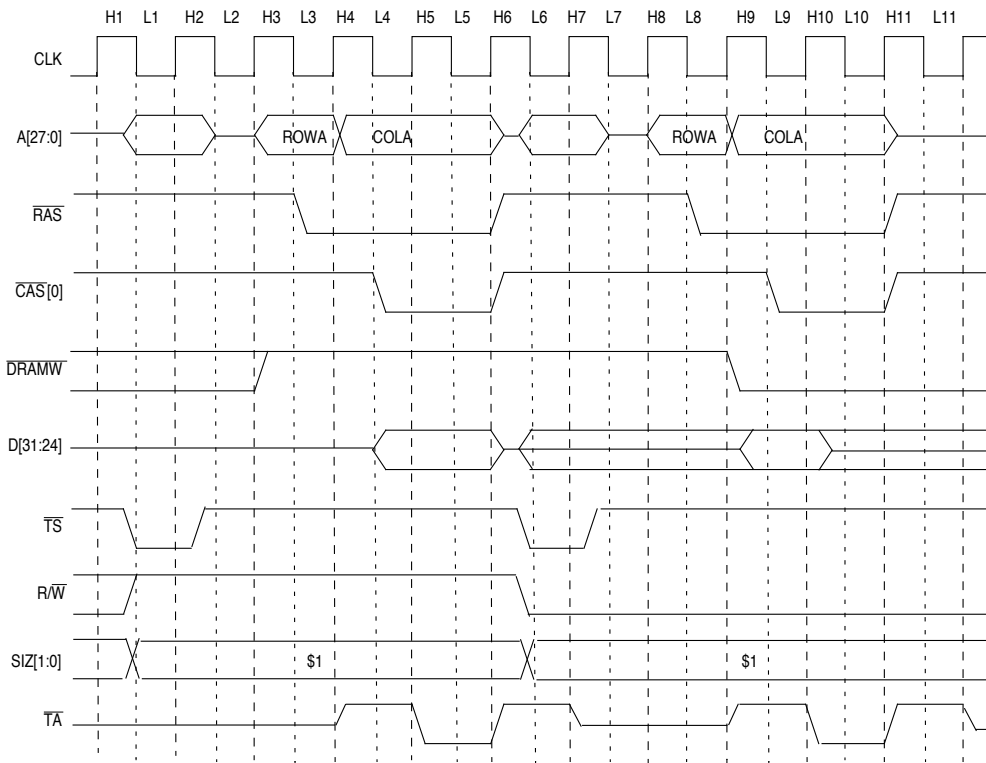 H1 L1 H2 L2 H3 L3 H4 L4 H5 L5 H6 L6 H7 L7 H8 L8 H9 L9 H10 L10 H11 L11
CLK
A[27:0] ROWA COLA ROWA COLA
RAS
CAS[0]
DRAMW
D[31:24]
TS
R/W
SIZ[1:0] $1 $1
TA